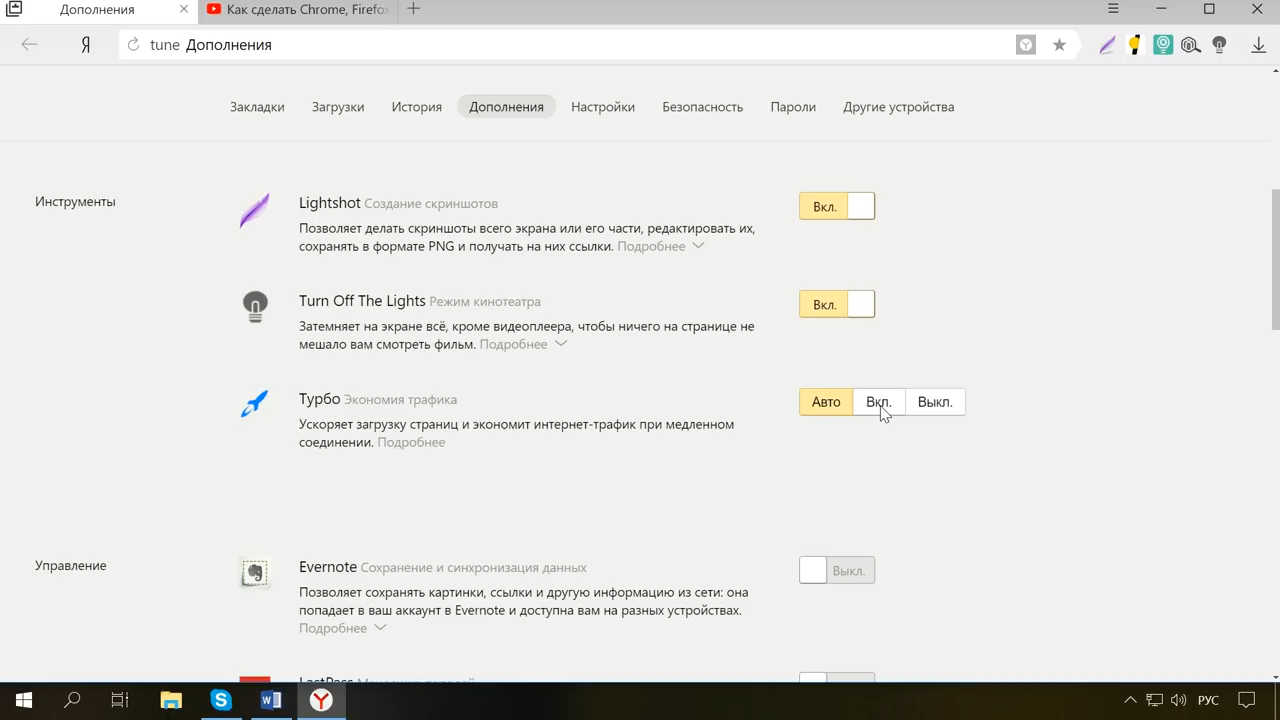 Дополнения
Как сделать Chrome, Firefox
Я
tune Дополнения
Закладки
Загрузки
История
Дополнения
Настройки
Безопасность
Пароли
Другие устройства
Инструменты
Lightshot Создание скриншотов
Вкл.
Позволяет делать скриншоты всего экрана или его части, редактировать их,
сохранять в формате PNG и получать на них ссылки. Подробнее
Turn Off The Lights Режим кинотеатра
Вкл.
Затемняет на экране всё, кроме видеоплеера, чтобы ничего на странице не
мешало вам смотреть фильм. Подробнее
Турбо Экономия трафика
Авто
Вкл.
Выкл.
Ускоряет загрузку страниц и экономит интернет-трафик при медленном
соединении. Подробнее
Управление
Evernote Сохранение и синхронизация данных
Выкл.
Позволяет сохранять картинки, ссылки и другую информацию из сети: она
попадает в ваш аккаунт в Evernote и доступна вам на разных устройствах.
Подробнее
LastPass Менеджер паролей
РУС